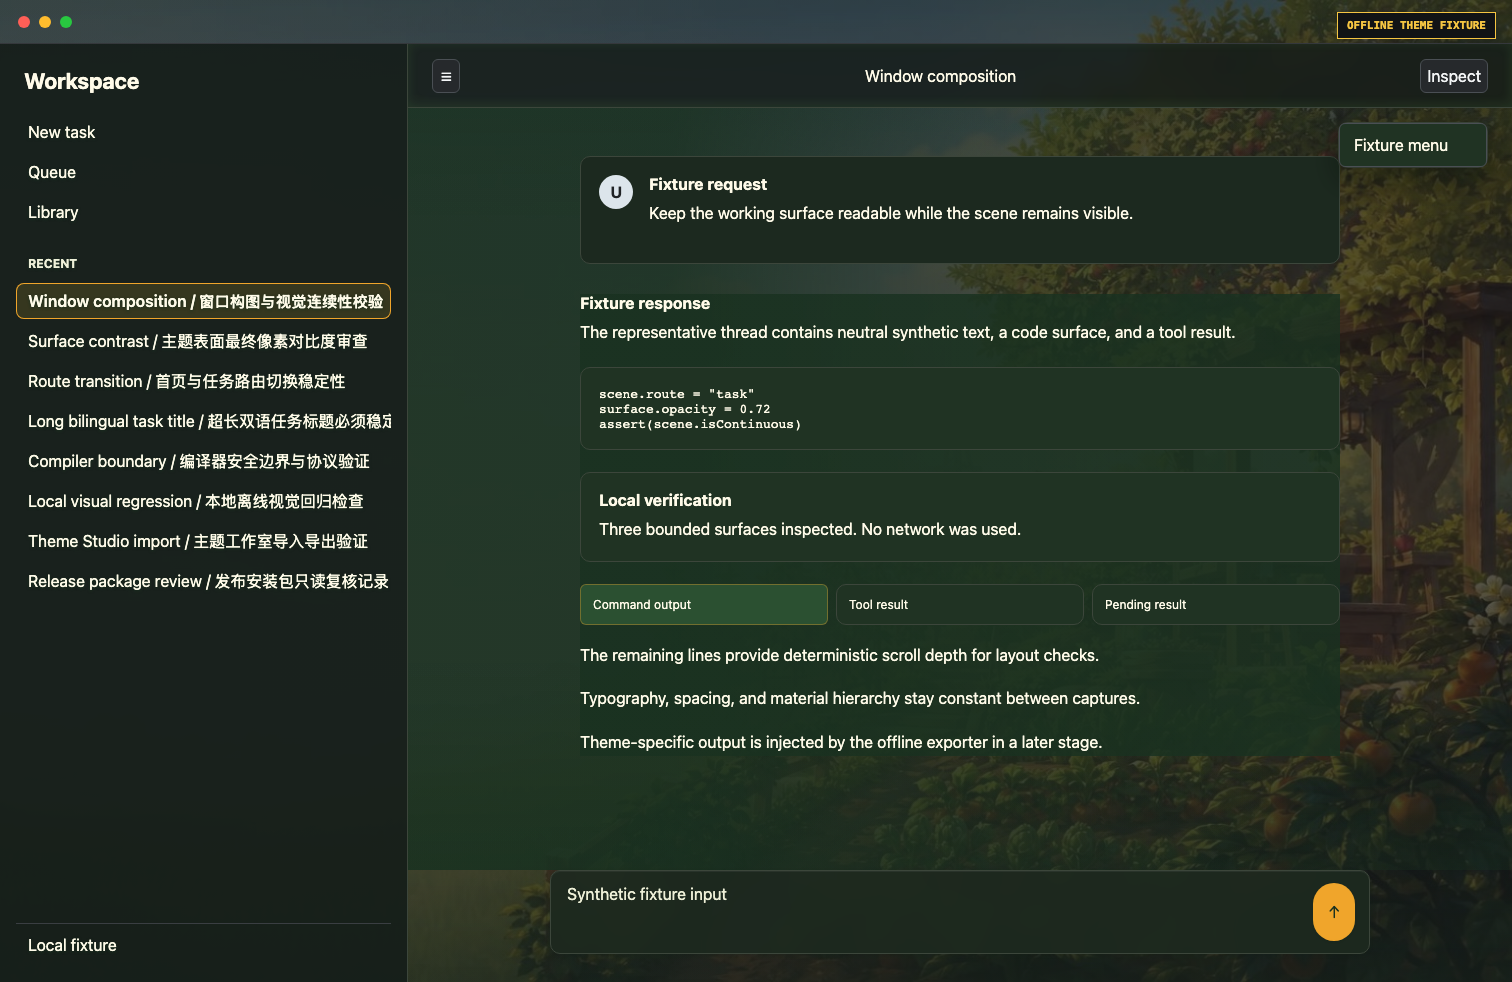 OFFLINE THEME FIXTURE
Workspace
New task
Queue
Library
RECENT
Window composition / 窗口构图与视觉连续性校验
Surface contrast / 主题表面最终像素对比度审查
Route transition / 首页与任务路由切换稳定性
Long bilingual task title / 超长双语任务标题必须稳定
Compiler boundary / 编译器安全边界与协议验证
Local visual regression / 本地离线视觉回归检查
Theme Studio import / 主题工作室导入导出验证
Release package review / 发布安装包只读复核记录
Local fixture
Window composition
Inspect
Fixture menu
U
Fixture request
Keep the working surface readable while the scene remains visible.
Fixture response
The representative thread contains neutral synthetic text, a code surface, and a tool result.
scene.route = "task"
surface.opacity = 0.72
assert(scene.isContinuous)
Local verification
Three bounded surfaces inspected. No network was used.
Command output
Tool result
Pending result
The remaining lines provide deterministic scroll depth for layout checks.
Typography, spacing, and material hierarchy stay constant between captures.
Theme-specific output is injected by the offline exporter in a later stage.
Synthetic fixture input